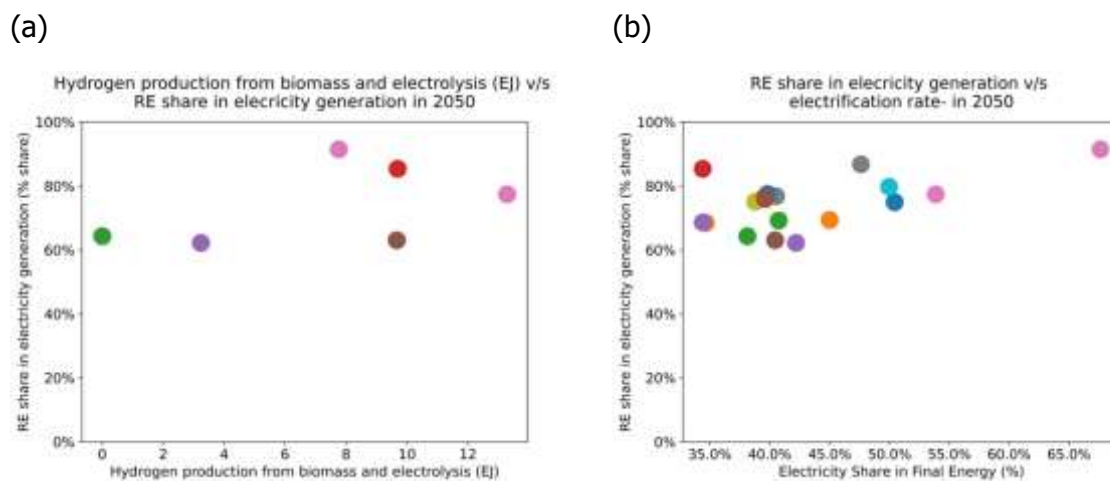 (a)
(b)
Hydrogen production from biomass and electrolysis (EJ) v/s
RE share in elecricity generation in 2050
100%
80%
60%
40%
20%
0%
RE share in electricity generation (% share)
0 2 4 6 8 10 12
Hydrogen production from biomass and electrolysis (EJ)
RE share in elecricity generation v/s
electrification rate- in 2050
100%
80%
60%
40%
20%
0%
RE share in electricity generation (% share)
35.0% 40.0% 45.0% 50.0% 55.0% 60.0% 65.0%
Electricity Share in Final Energy (%)